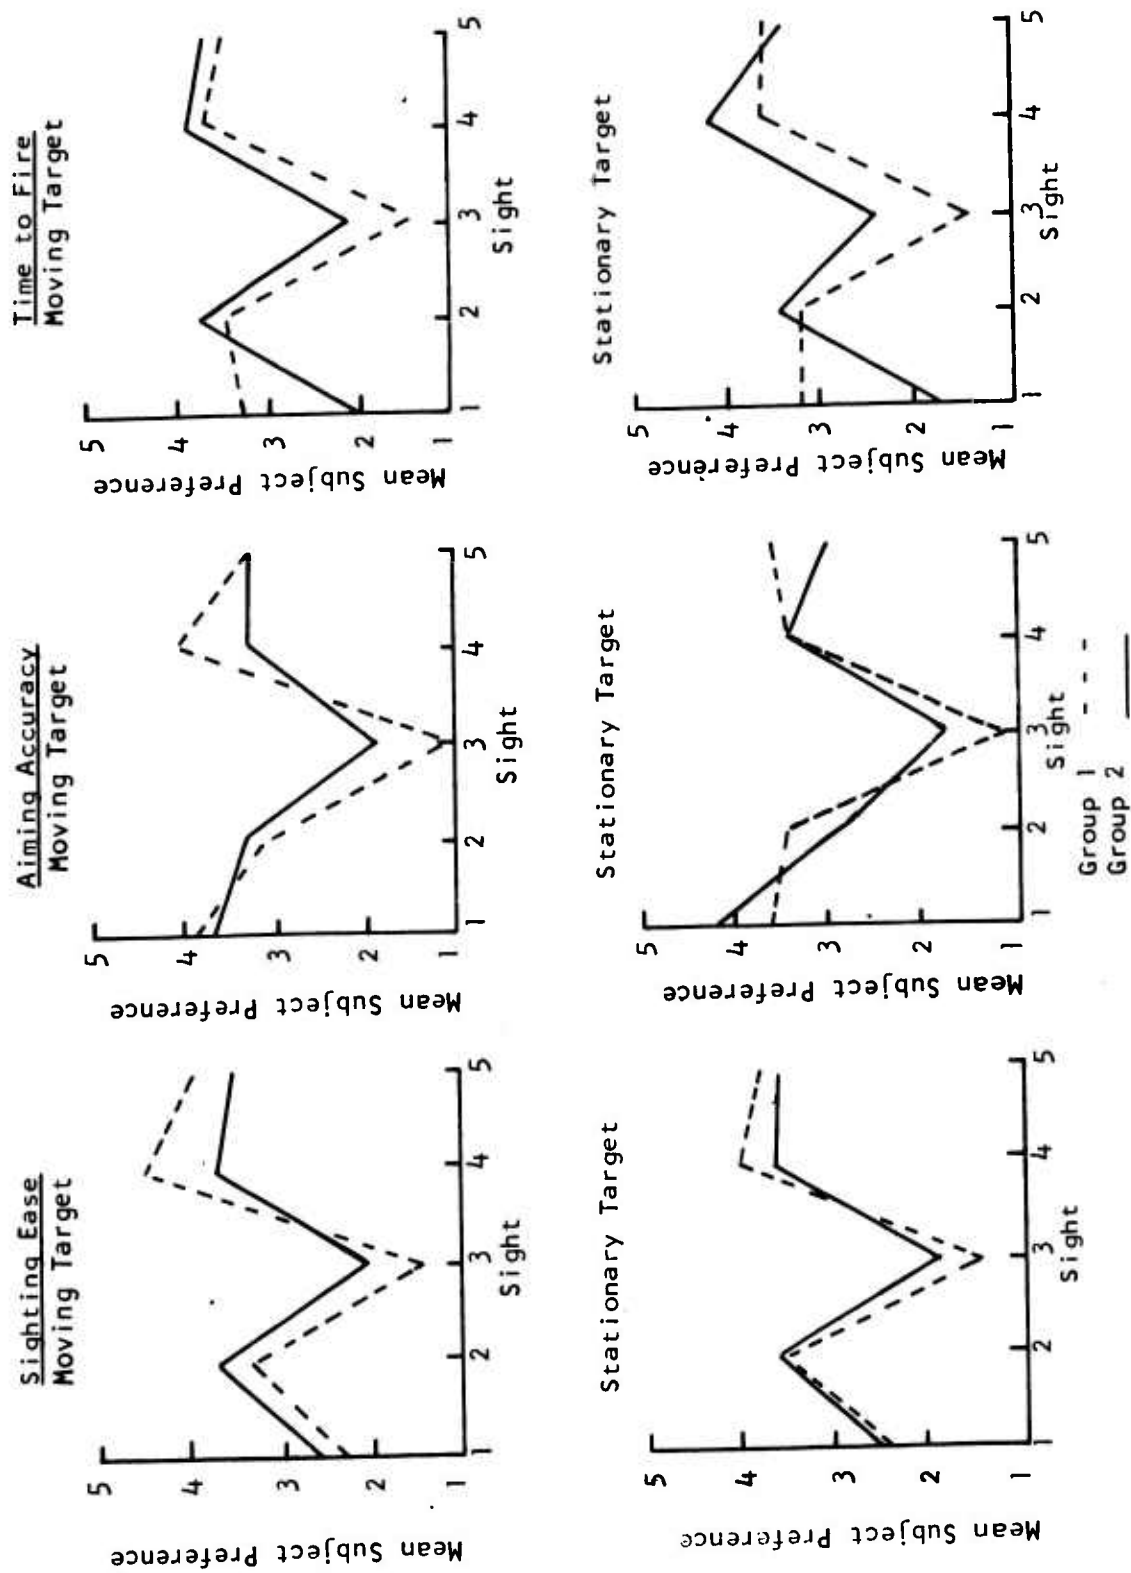 Sighting Ease
Moving Target
Mean Subject Preference
5
4
3
2
1
1 2 3 4 5
Sight
Aiming Accuracy
Moving Target
Mean Subject Preference
5
4
3
2
1
1 2 3 4 5
Sight
Time to Fire
Moving Target
Mean Subject Preference
5
4
3
2
1
1 2 3 4 5
Sight
Stationary Target
Mean Subject Preference
5
4
3
2
1
1 2 3 4 5
Sight
Stationary Target
Mean Subject Preference
5
4
3
2
1
1 2 3 4 5
Sight
Stationary Target
Mean Subject Preference
5
4
3
2
1
1 2 3 4 5
Sight
Group 1
Group 2